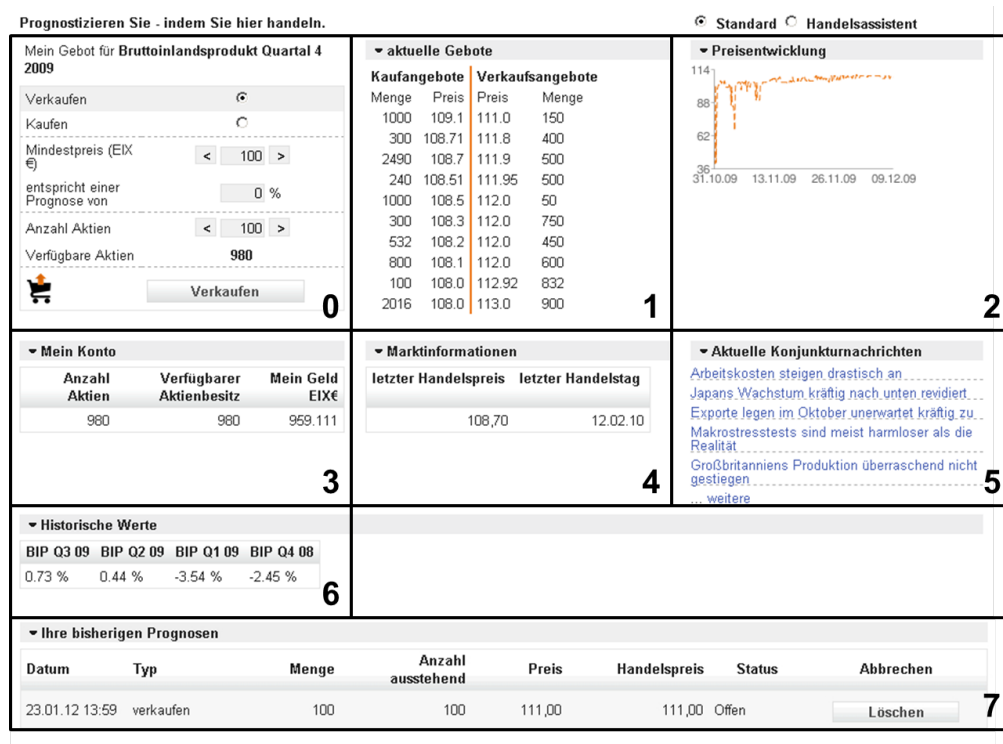 Prognostizieren Sie - indem Sie hier handeln.
Standard Handelsassistent
Mein Gebot für Bruttoinlandsprodukt Quartal 4
2009
Verkaufen
Kaufen
Mindestpreis (EIX
€)
< 100 >
entspricht einer
Prognose von
0 %
Anzahl Aktien < 100 >
Verfügbare Aktien 980
Verkaufen
0
aktuelle Gebote
Kaufangebote Verkaufsangebote
Menge Preis Preis Menge
1000 109.1 111.0 150
300 108.71 111.8 400
2490 108.7 111.9 500
240 108.51 111.95 500
1000 108.5 112.0 50
300 108.3 112.0 750
532 108.2 112.0 450
800 108.1 112.0 600
100 108.0 112.92 832
2016 108.0 113.0 900
1
Preisentwicklung
114
88
62
36
31.10.09 13.11.09 26.11.09 09.12.09
2
Mein Konto
Anzahl Verfügbarer Mein Geld
Aktien Aktienbesitz EIX€
980 980 959.111
3
Marktinformationen
letzter Handelspreis letzter Handelstag
108,70 12.02.10
4
Aktuelle Konjunkturnachrichten
Arbeitskosten steigen drastisch an
Japans Wachstum kräftig nach unten revidiert
Exporte legen im Oktober unerwartet kräftig zu
Makrostresstests sind meist harmloser als die
Realität
Großbritanniens Produktion überraschend nicht
gestiegen
... weitere
5
Historische Werte
BIP Q3 09 BIP Q2 09 BIP Q1 09 BIP Q4 08
0.73 % 0.44 % -3.54 % -2.45 %
6
Ihre bisherigen Prognosen
Datum Typ Menge Anzahl
ausstehend Preis Handelspreis Status Abbrechen
23.01.12 13:59 verkaufen 100 100 111,00 111,00 Offen Löschen
7